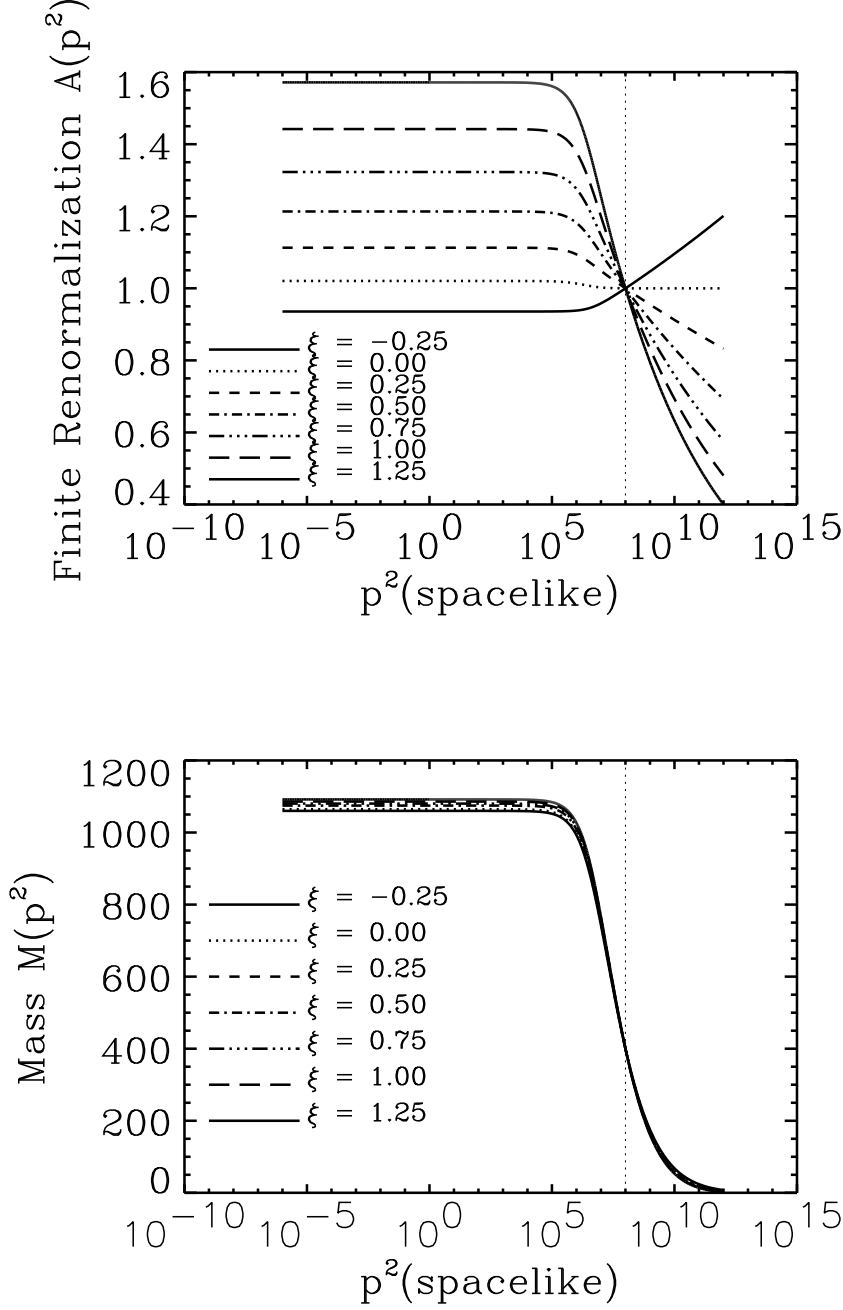 Finite Renormalization A(p²)
1.6
1.4
1.2
1.0
0.8
0.6
0.4
ξ = −0.25
ξ = 0.00
ξ = 0.25
ξ = 0.50
ξ = 0.75
ξ = 1.00
ξ = 1.25
10⁻¹⁰ 10⁻⁵ 10⁰ 10⁵ 10¹⁰ 10¹⁵
p²(spacelike)
Mass M(p²)
1200
1000
800
600
400
200
0
ξ = −0.25
ξ = 0.00
ξ = 0.25
ξ = 0.50
ξ = 0.75
ξ = 1.00
ξ = 1.25
10⁻¹⁰ 10⁻⁵ 10⁰ 10⁵ 10¹⁰ 10¹⁵
p²(spacelike)